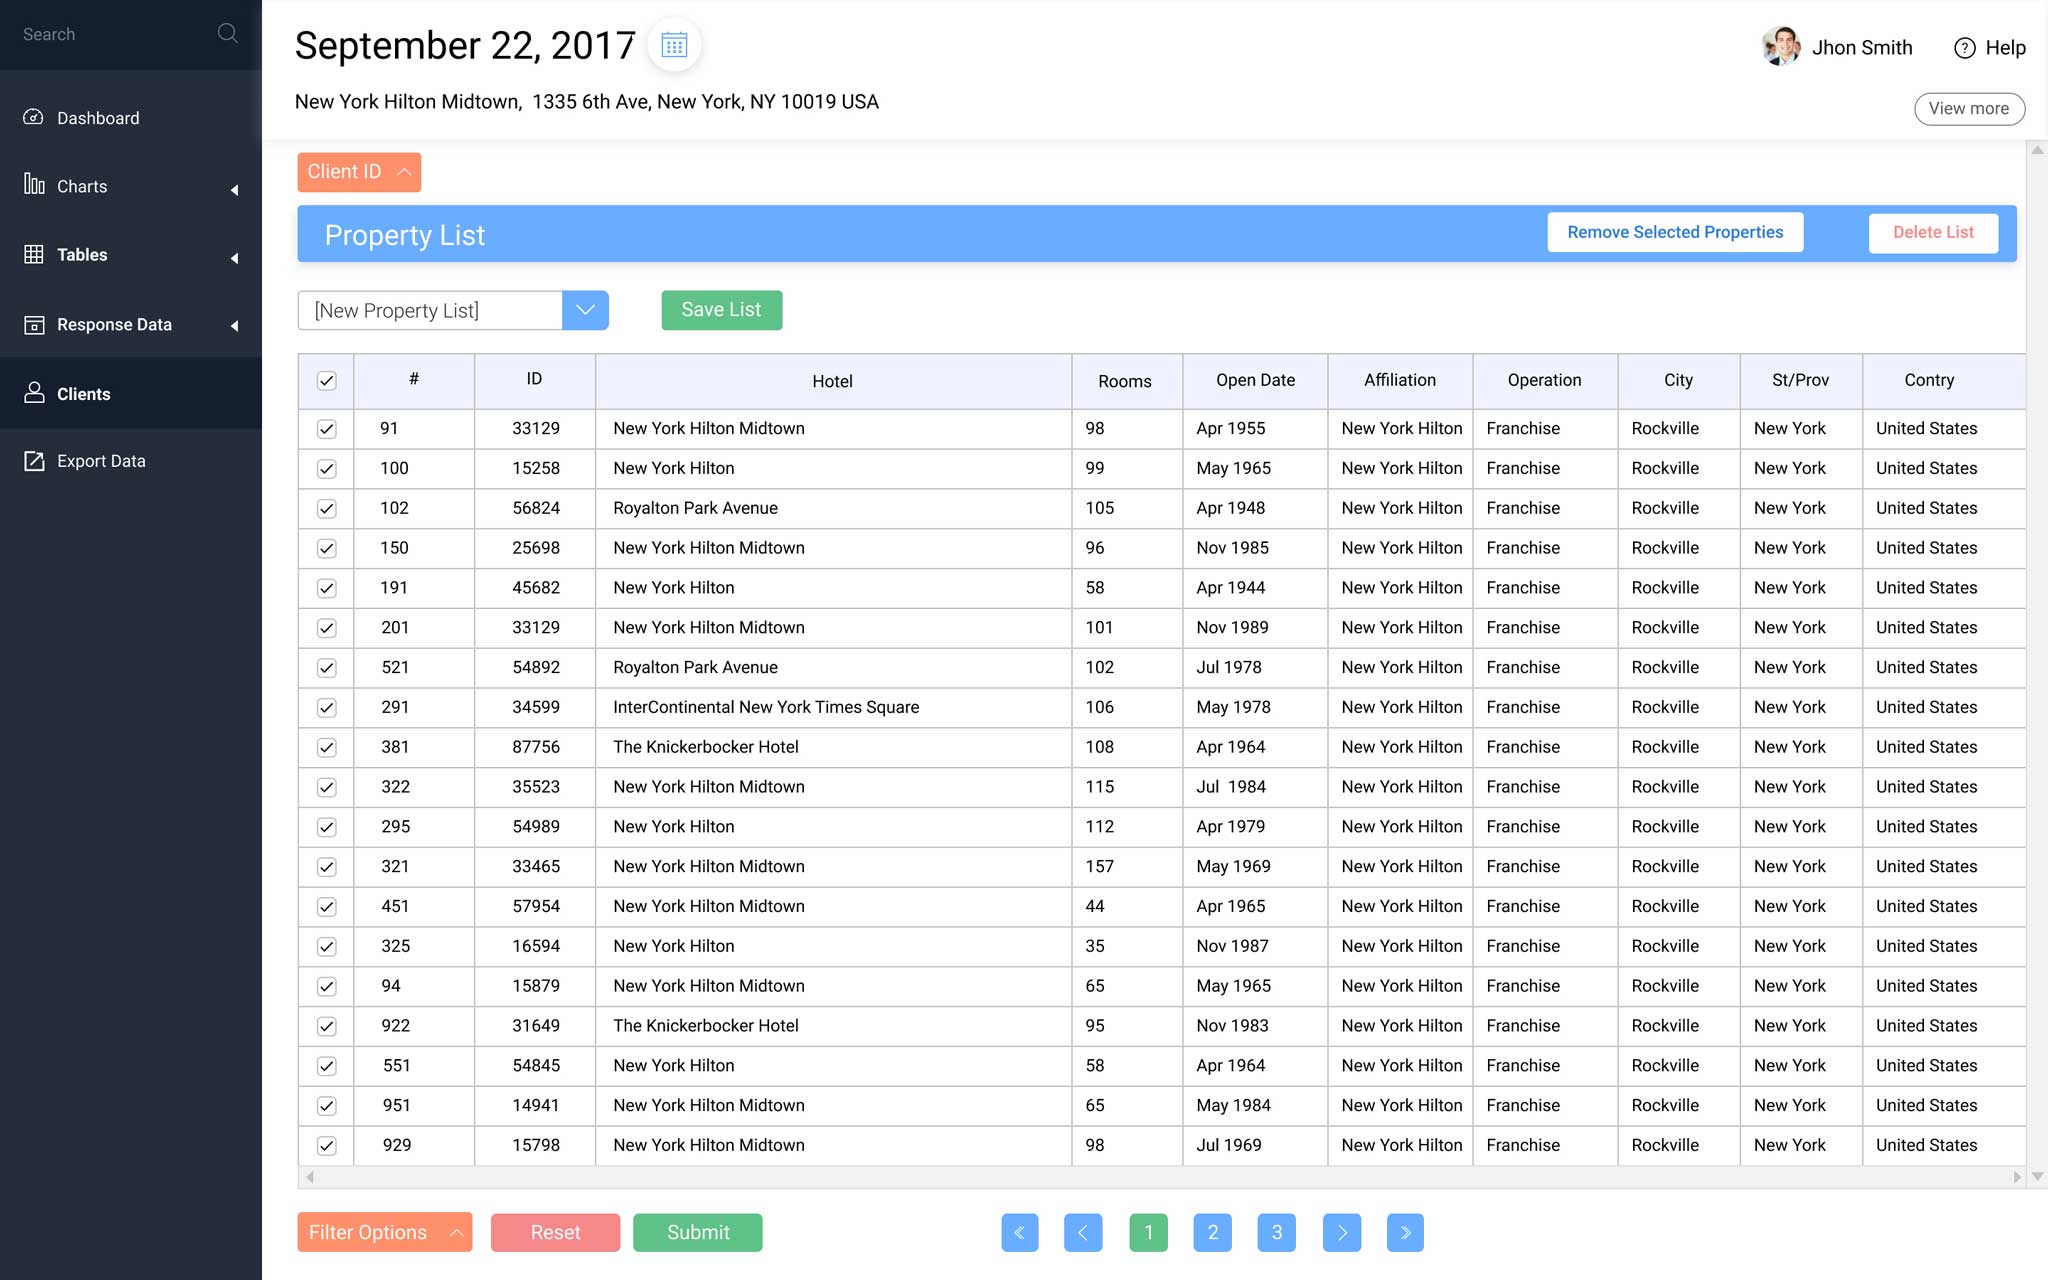 Search
September 22, 2017
Jhon Smith
Help
New York Hilton Midtown,  1335 6th Ave, New York, NY 10019 USA
View more
Dashboard
Charts
Tables
Response Data
Clients
Export Data
Client ID
Property List
Remove Selected Properties
Delete List
[New Property List]
Save List
# ID Hotel Rooms Open Date Affiliation Operation City St/Prov Contry
91 33129 New York Hilton Midtown 98 Apr 1955 New York Hilton Franchise Rockville New York United States
100 15258 New York Hilton 99 May 1965 New York Hilton Franchise Rockville New York United States
102 56824 Royalton Park Avenue 105 Apr 1948 New York Hilton Franchise Rockville New York United States
150 25698 New York Hilton Midtown 96 Nov 1985 New York Hilton Franchise Rockville New York United States
191 45682 New York Hilton 58 Apr 1944 New York Hilton Franchise Rockville New York United States
201 33129 New York Hilton Midtown 101 Nov 1989 New York Hilton Franchise Rockville New York United States
521 54892 Royalton Park Avenue 102 Jul 1978 New York Hilton Franchise Rockville New York United States
291 34599 InterContinental New York Times Square 106 May 1978 New York Hilton Franchise Rockville New York United States
381 87756 The Knickerbocker Hotel 108 Apr 1964 New York Hilton Franchise Rockville New York United States
322 35523 New York Hilton Midtown 115 Jul 1984 New York Hilton Franchise Rockville New York United States
295 54989 New York Hilton 112 Apr 1979 New York Hilton Franchise Rockville New York United States
321 33465 New York Hilton Midtown 157 May 1969 New York Hilton Franchise Rockville New York United States
451 57954 New York Hilton Midtown 44 Apr 1965 New York Hilton Franchise Rockville New York United States
325 16594 New York Hilton 35 Nov 1987 New York Hilton Franchise Rockville New York United States
94 15879 New York Hilton Midtown 65 May 1965 New York Hilton Franchise Rockville New York United States
922 31649 The Knickerbocker Hotel 95 Nov 1983 New York Hilton Franchise Rockville New York United States
551 54845 New York Hilton 58 Apr 1964 New York Hilton Franchise Rockville New York United States
951 14941 New York Hilton Midtown 65 May 1984 New York Hilton Franchise Rockville New York United States
929 15798 New York Hilton Midtown 98 Jul 1969 New York Hilton Franchise Rockville New York United States
Filter Options
Reset
Submit
1 2 3